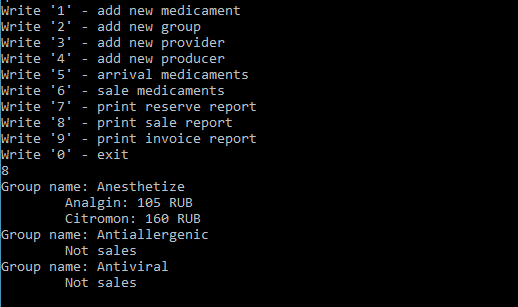 Write '1' - add new medicament
Write '2' - add new group
Write '3' - add new provider
Write '4' - add new producer
Write '5' - arrival medicaments
Write '6' - sale medicaments
Write '7' - print reserve report
Write '8' - print sale report
Write '9' - print invoice report
Write '0' - exit
8
Group name: Anesthetize
        Analgin: 105 RUB
        Citromon: 160 RUB
Group name: Antiallergenic
        Not sales
Group name: Antiviral
        Not sales